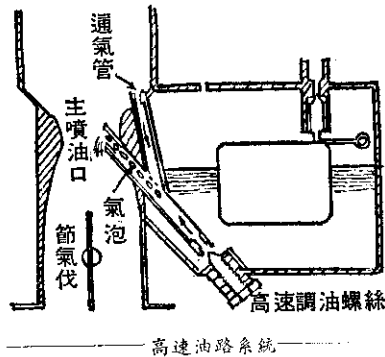 通氣管
主噴油口
氣泡
節氣伐
高速調油螺絲
高速油路系統